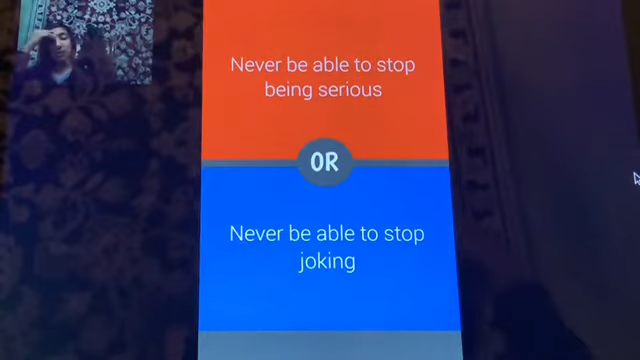 Never be able to stop
being serious
OR
Never be able to stop
joking